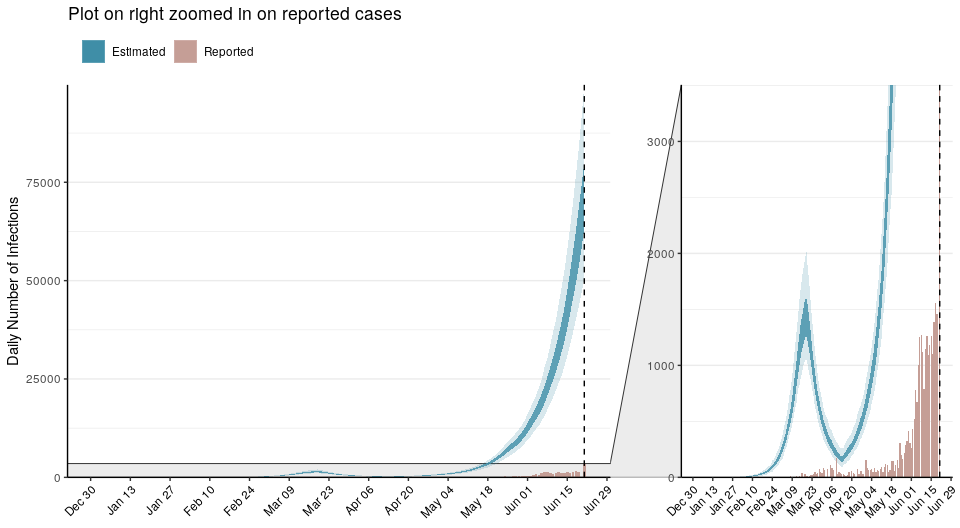 Plot on right zoomed in on reported cases
Estimated Reported
Daily Number of Infections
75000
50000
25000
0
Dec 30 Jan 13 Jan 27 Feb 10 Feb 24 Mar 09 Mar 23 Apr 06 Apr 20 May 04 May 18 Jun 01 Jun 15 Jun 29
3000
2000
1000
0
Dec 30 Jan 13 Jan 27 Feb 10 Feb 24 Mar 09 Mar 23 Apr 06 Apr 20 May 04 May 18 Jun 01 Jun 15 Jun 29